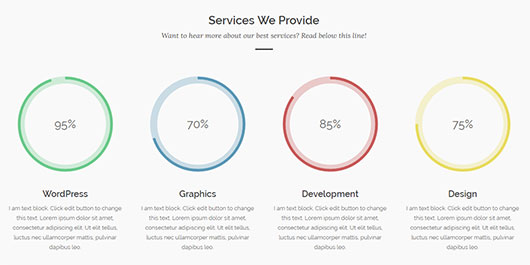 Services We Provide
Want to hear more about our best services? Read below this line!
95%
70%
85%
75%
WordPress
Graphics
Development
Design
I am text block. Click edit button to change
this text. Lorem ipsum dolor sit amet,
consectetur adipiscing elit. Ut elit tellus,
luctus nec ullamcorper mattis, pulvinar
dapibus leo.
I am text block. Click edit button to change
this text. Lorem ipsum dolor sit amet,
consectetur adipiscing elit. Ut elit tellus,
luctus nec ullamcorper mattis, pulvinar
dapibus leo.
I am text block. Click edit button to change
this text. Lorem ipsum dolor sit amet,
consectetur adipiscing elit. Ut elit tellus,
luctus nec ullamcorper mattis, pulvinar
dapibus leo.
I am text block. Click edit button to change
this text. Lorem ipsum dolor sit amet,
consectetur adipiscing elit. Ut elit tellus,
luctus nec ullamcorper mattis, pulvinar
dapibus leo.